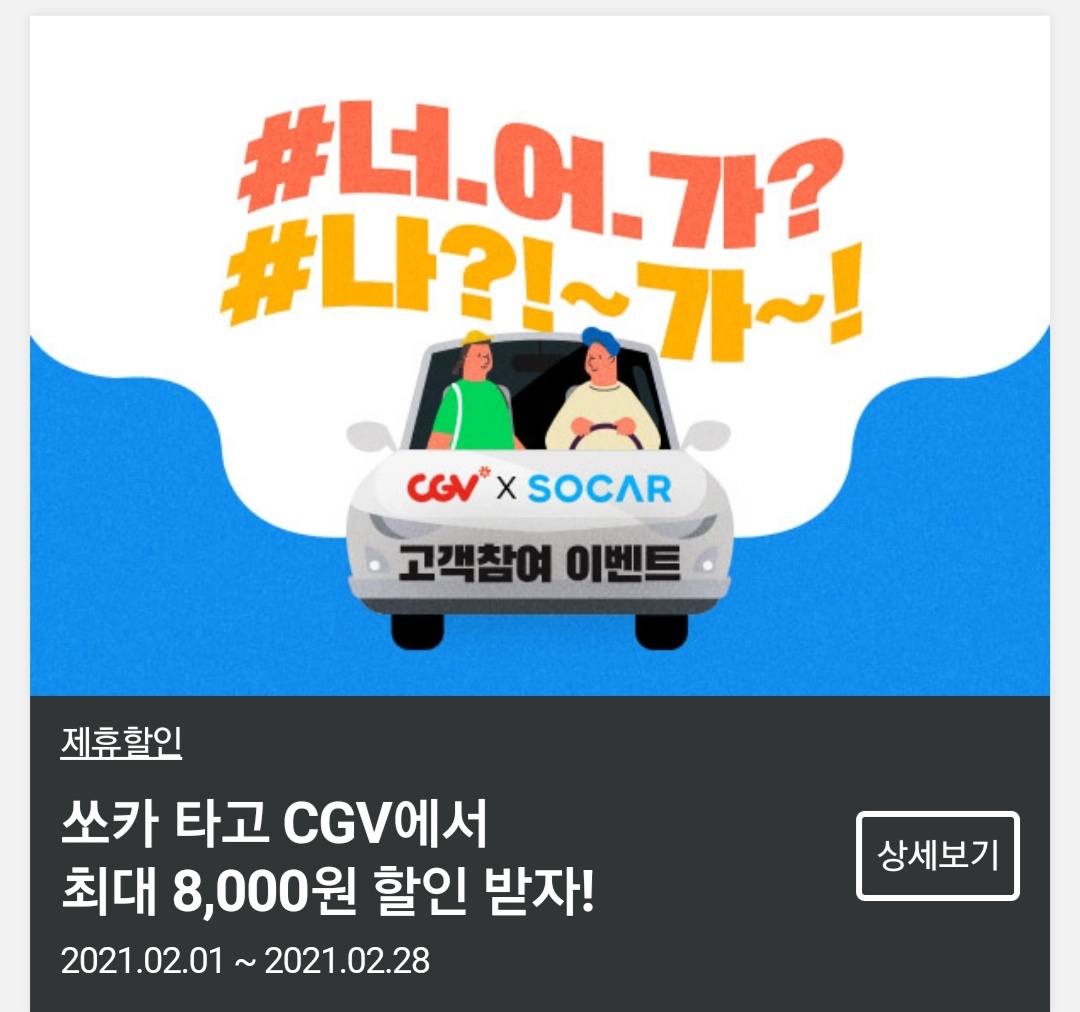 #너.어.가?
#나?!~가~!
CGV X SOCAR
고객참여 이벤트
제휴할인
쏘카 타고 CGV에서
최대 8,000원 할인 받자!
상세보기
2021.02.01 ~ 2021.02.28